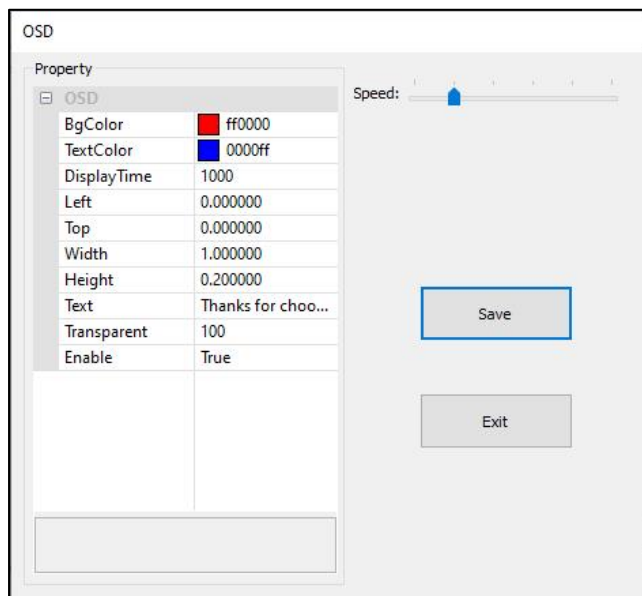 OSD
Property
OSD
BgColor ff0000
TextColor 0000ff
DisplayTime 1000
Left 0.000000
Top 0.000000
Width 1.000000
Height 0.200000
Text Thanks for choo...
Transparent 100
Enable True
Speed:
Save
Exit